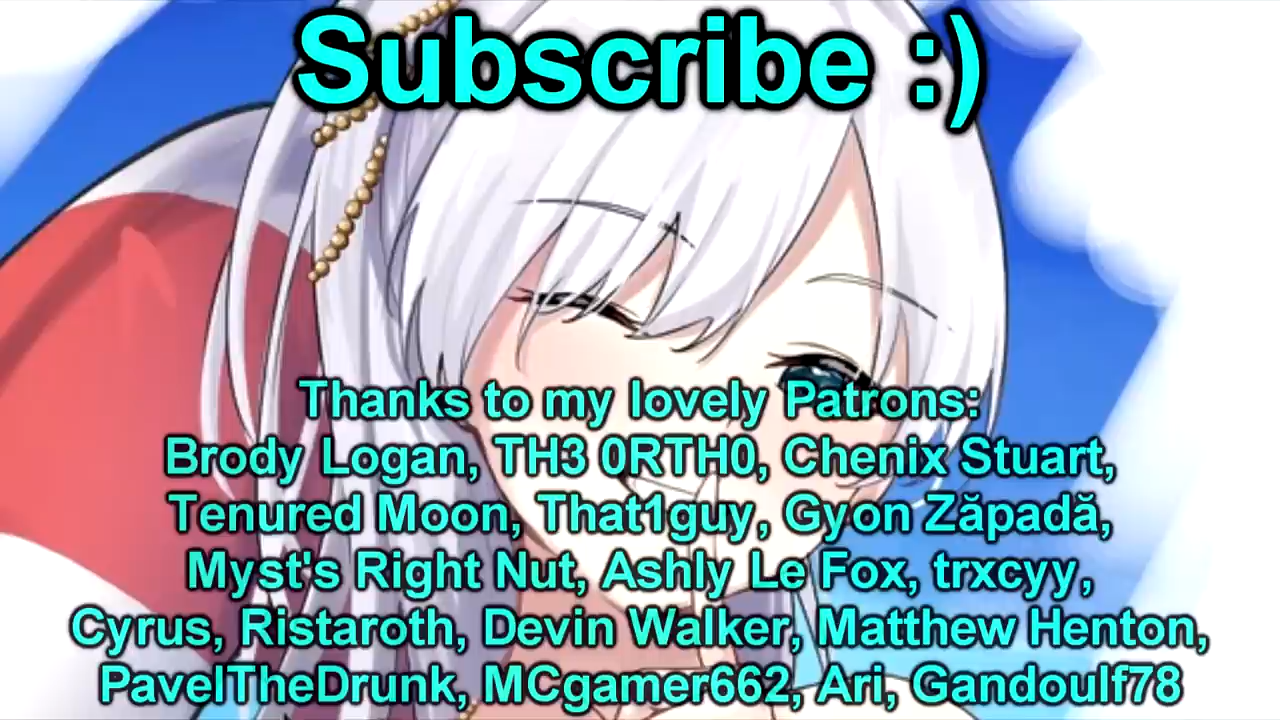 Subscribe :)
Thanks to my lovely Patrons:
Brody Logan, TH3 0RTH0, Chenix Stuart,
Tenured Moon, That1guy, Gyon Zăpadă,
Myst's Right Nut, Ashly Le Fox, trxcyy,
Cyrus, Ristaroth, Devin Walker, Matthew Henton,
PavelTheDrunk, MCgamer662, Ari, Gandoulf78